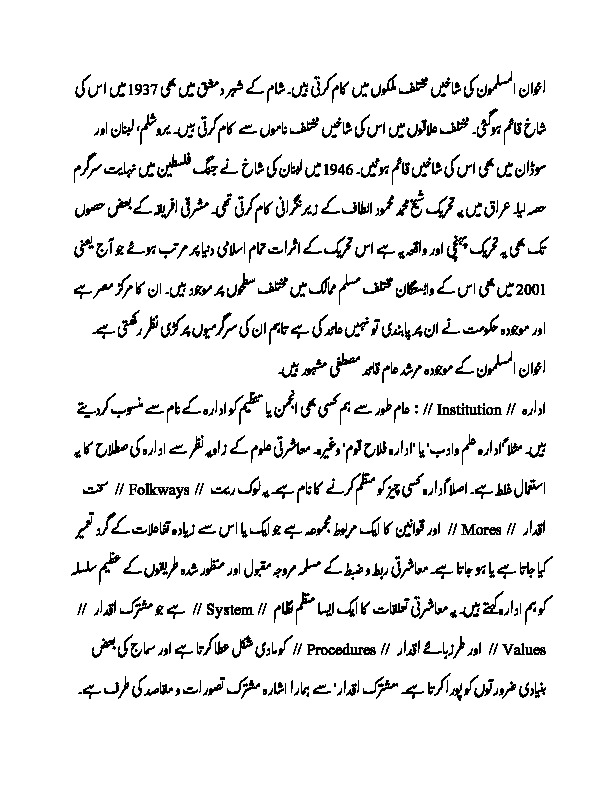 اخوان المسلمون کی شاخیں مختلف ملکوں میں کام کرتی ہیں۔ شام کے شہر دمشق میں بھی 1937 میں اس کی
شاخ قائم ہوگئی۔ مختلف علاقوں میں اس کی شاخیں مختلف ناموں سے کام کرتی ہیں۔ یروشلم، لبنان اور
سوڈان میں بھی اس کی شاخیں قائم ہوئیں۔ 1946 میں لبنان کی شاخ نے جنگ فلسطین میں نہایت سرگرم
حصہ لیا۔ عراق میں یہ تحریک شیخ محمد محمود الطاف کے زیر نگرانی کام کرتی تھی۔ مشرقی افریقہ کے بعض حصوں
تک بھی یہ تحریک پہنچی اور واقعہ یہ ہے اس تحریک کے اثرات تمام اسلامی دنیا پر مرتب ہوئے جو آج یعنی
2001 میں بھی اس کے وابستگان مختلف مسلم ممالک میں مختلف سطحوں پر موجود ہیں۔ ان کا مرکز مصر ہے
اور موجودہ حکومت نے ان پر پابندی تو نہیں عائد کی ہے تاہم ان کی سرگرمیوں پر کڑی نظر رکھتی ہے۔
اخوان المسلمون کے موجودہ مرشد عام قائد مصطفی مشہور ہیں۔
ادارہ // Institution // : عام طور سے ہم کسی بھی انجمن یا تنظیم کو ادارہ کے نام سے منسوب کردیتے
ہیں۔ مثلاً 'ادارہ علم وادب' یا 'ادارہ فلاح قوم' وغیرہ۔ معاشرتی علوم کے زاویہ نظر سے ادارہ کی صطلاح کا یہ
استعمال غلط ہے۔ اصلاً ادارہ کسی چیز کو منظم کرنے کا نام ہے۔ یہ لوک ریت // Folkways // سخت
اقدار // Mores // اور قوانین کا ایک مربوط مجموعہ ہے جو ایک یا اس سے زیادہ تفاعلات کے گرد تعمیر
کیا جاتا ہے یا ہو جاتا ہے۔ معاشرتی ربط و ضبط کے مسلمہ مروجہ مقبول اور منظور شدہ طریقوں کے عظیم سلسلہ
کو ہم ادارہ کہتے ہیں۔ یہ معاشرتی تعلقات کا ایک ایسا منظم نظام // System // ہے جو مشترک اقدار //
Values // اور طرزہائے اقدار // Procedures // کو مادی شکل عطا کرتا ہے اور سماج کی بعض
بنیادی ضرورتوں کو پورا کرتا ہے۔ 'مشترک اقدار' سے ہمارا اشارہ مشترک تصورات و مقاصد کی طرف ہے۔